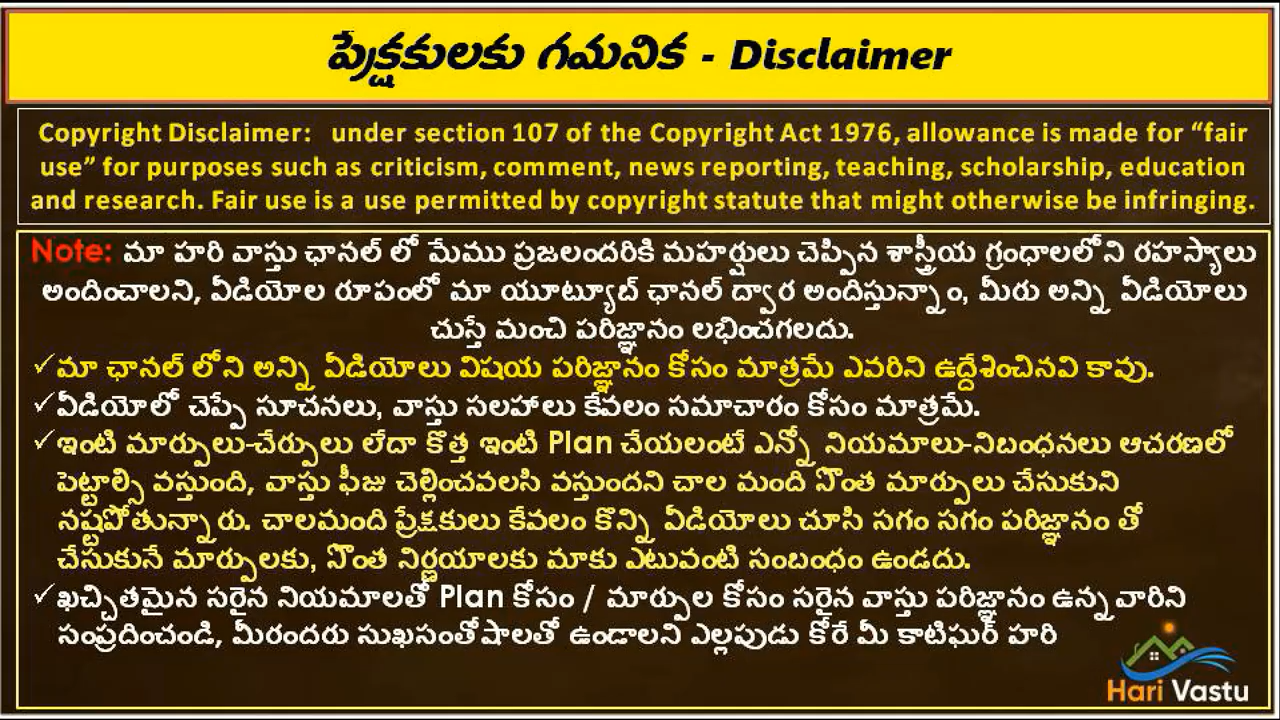 ప్రేక్షకులకు గమనిక - Disclaimer
Copyright Disclaimer: under section 107 of the Copyright Act 1976, allowance is made for “fair
use” for purposes such as criticism, comment, news reporting, teaching, scholarship, education
and research. Fair use is a use permitted by copyright statute that might otherwise be infringing.
Note: మా హరి వాస్తు ఛానల్ లో మేము ప్రజలందరికి మహర్షులు చెప్పిన శాస్త్రీయ గ్రంధాలలోని రహస్యాలు
అందించాలని, వీడియోల రూపంలో మా యూట్యూబ్ ఛానల్ ద్వార అందిస్తున్నాం, మీరు అన్ని వీడియోలు
చుస్తే మంచి పరిజ్ఞానం లభించగలదు.
✓మా ఛానల్ లోని అన్ని వీడియోలు విషయ పరిజ్ఞానం కోసం మాత్రమే ఎవరిని ఉద్దేశించినవి కావు.
✓వీడియోలో చెప్పే సూచనలు, వాస్తు సలహాలు కేవలం సమాచారం కోసం మాత్రమే.
✓ఇంటి మార్పులు-చేర్పులు లేదా కొత్త ఇంటి Plan చేయలంటే ఎన్నో నియమాలు-నిబంధనలు ఆచరణలో
పెట్టాల్సి వస్తుంది, వాస్తు ఫీజు చెల్లించవలసి వస్తుందని చాల మంది సొంత మార్పులు చేసుకుని
నష్టపోతున్నారు. చాలమంది ప్రేక్షకులు కేవలం కొన్ని వీడియోలు చూసి సగం సగం పరిజ్ఞానం తో
చేసుకునే మార్పులకు, సొంత నిర్ణయాలకు మాకు ఎటువంటి సంబంధం ఉండదు.
✓ఖచ్చితమైన సరైన నియమాలతో Plan కోసం / మార్పుల కోసం సరైన వాస్తు పరిజ్ఞానం ఉన్నవారిని
సంప్రదించండి, మీరందరు సుఖసంతోషాలతో ఉండాలని ఎల్లపుడు కోరే మీ కాటిఘర్ హరి
Hari Vastu